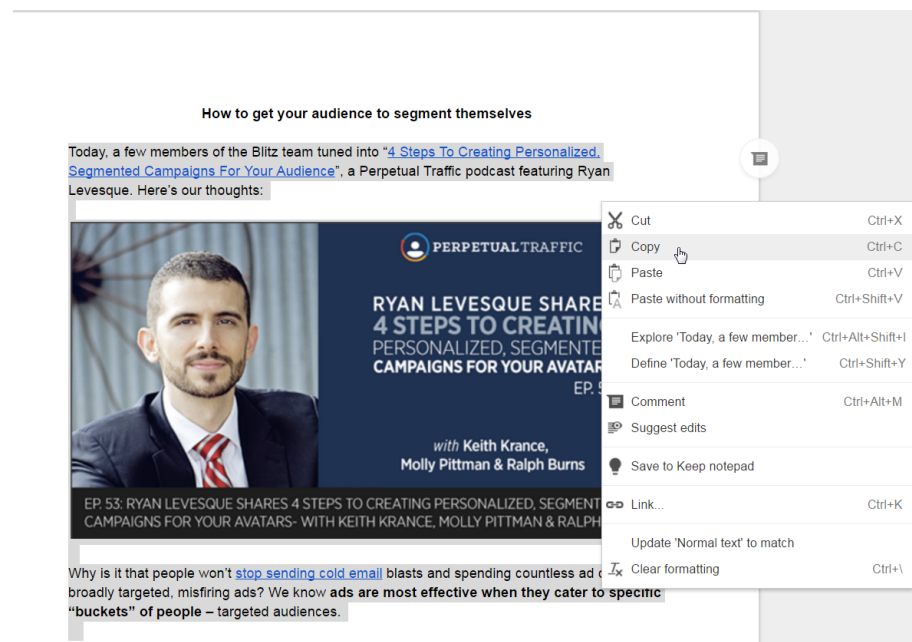 How to get your audience to segment themselves
Today, a few members of the Blitz team tuned into “4 Steps To Creating Personalized,
Segmented Campaigns For Your Audience”, a Perpetual Traffic podcast featuring Ryan
Levesque. Here’s our thoughts:
PERPETUAL TRAFFIC
RYAN LEVESQUE SHARE
4 STEPS TO CREATIN
PERSONALIZED, SEGMENTE
CAMPAIGNS FOR YOUR AVATAR
EP.
with Keith Krance,
Molly Pittman & Ralph Burns
EP. 53: RYAN LEVESQUE SHARES 4 STEPS TO CREATING PERSONALIZED, SEGMENT
CAMPAIGNS FOR YOUR AVATARS- WITH KEITH KRANCE, MOLLY PITTMAN & RALPH
Why is it that people won’t stop sending cold email blasts and spending countless ad
broadly targeted, misfiring ads? We know ads are most effective when they cater to specific
“buckets” of people – targeted audiences.
Cut Ctrl+X
Copy Ctrl+C
Paste Ctrl+V
Paste without formatting Ctrl+Shift+V
Explore 'Today, a few member…' Ctrl+Alt+Shift+I
Define 'Today, a few member…' Ctrl+Shift+Y
Comment Ctrl+Alt+M
Suggest edits
Save to Keep notepad
Link... Ctrl+K
Update 'Normal text' to match
Clear formatting Ctrl+\